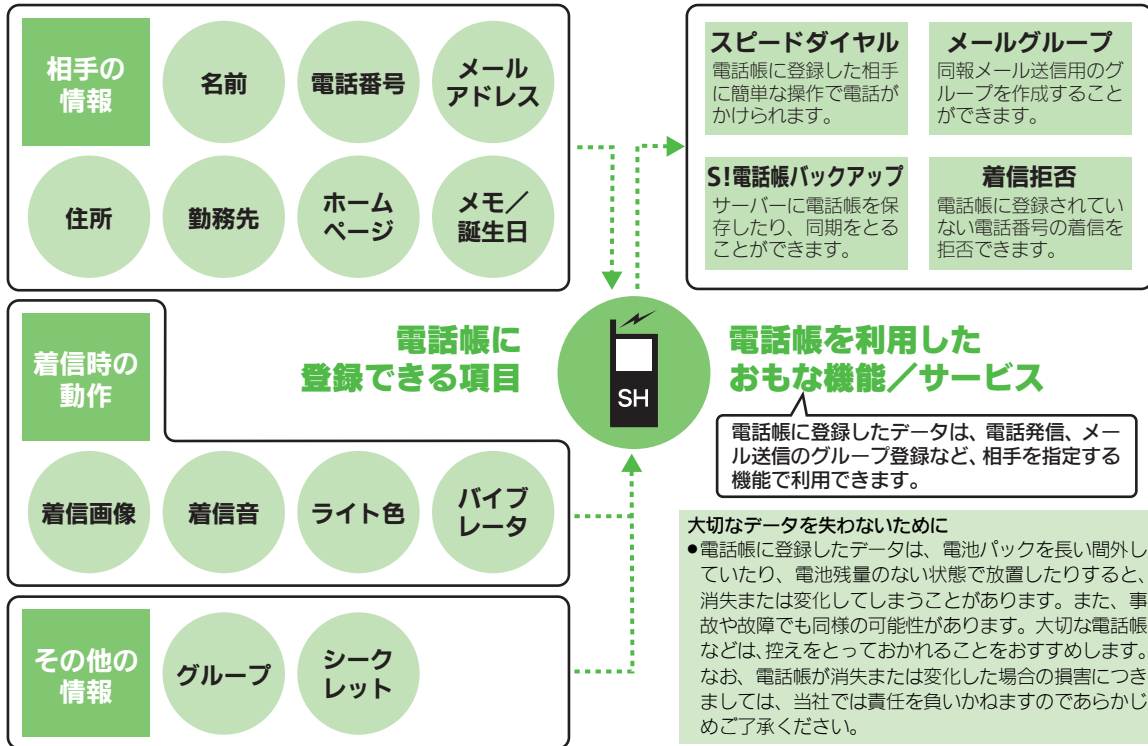 相手の
情報
名前
電話番号
メール
アドレス
住所
勤務先
ホーム
ページ
メモ／
誕生日
着信時の
動作
着信画像
着信音
ライト色
バイブ
レータ
その他の
情報
グループ
シーク
レット
電話帳に
登録できる項目
SH
スピードダイヤル
電話帳に登録した相手
に簡単な操作で電話が
かけられます。
メールグループ
同報メール送信用のグ
ループを作成すること
ができます。
S!電話帳バックアップ
サーバーに電話帳を保
存したり、同期をとる
ことができます。
着信拒否
電話帳に登録されてい
ない電話番号の着信を
拒否できます。
電話帳を利用した
おもな機能／サービス
電話帳に登録したデータは、電話発信、メー
ル送信のグループ登録など、相手を指定する
機能で利用できます。
大切なデータを失わないために
●電話帳に登録したデータは、電池パックを長い間外し
ていたり、電池残量のない状態で放置したりすると、
消失または変化してしまうことがあります。また、事
故や故障でも同様の可能性があります。大切な電話帳
などは、控えをとっておかれることをおすすめします。
なお、電話帳が消失または変化した場合の損害につき
ましては、当社では責任を負いかねますのであらかじ
めご了承ください。